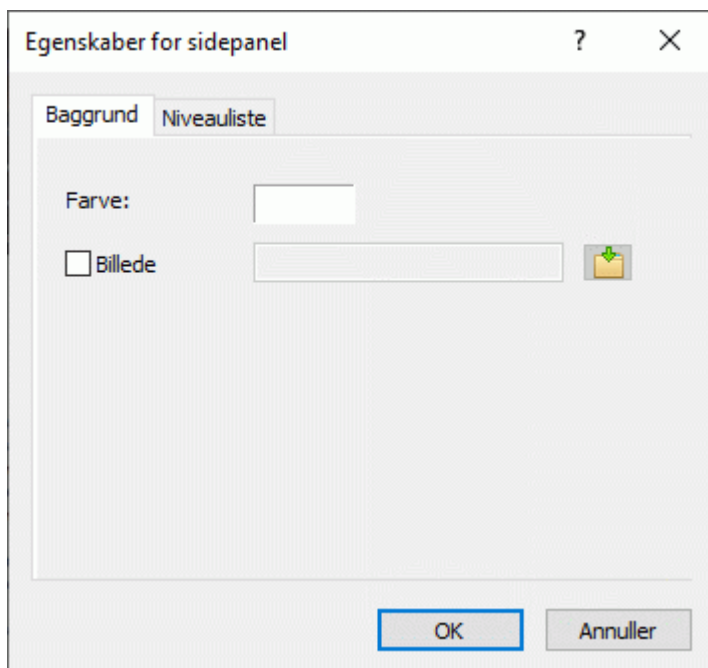 Egenskaber for sidepanel ?
Baggrund Niveauliste
Farve:
Billede
OK Annuller